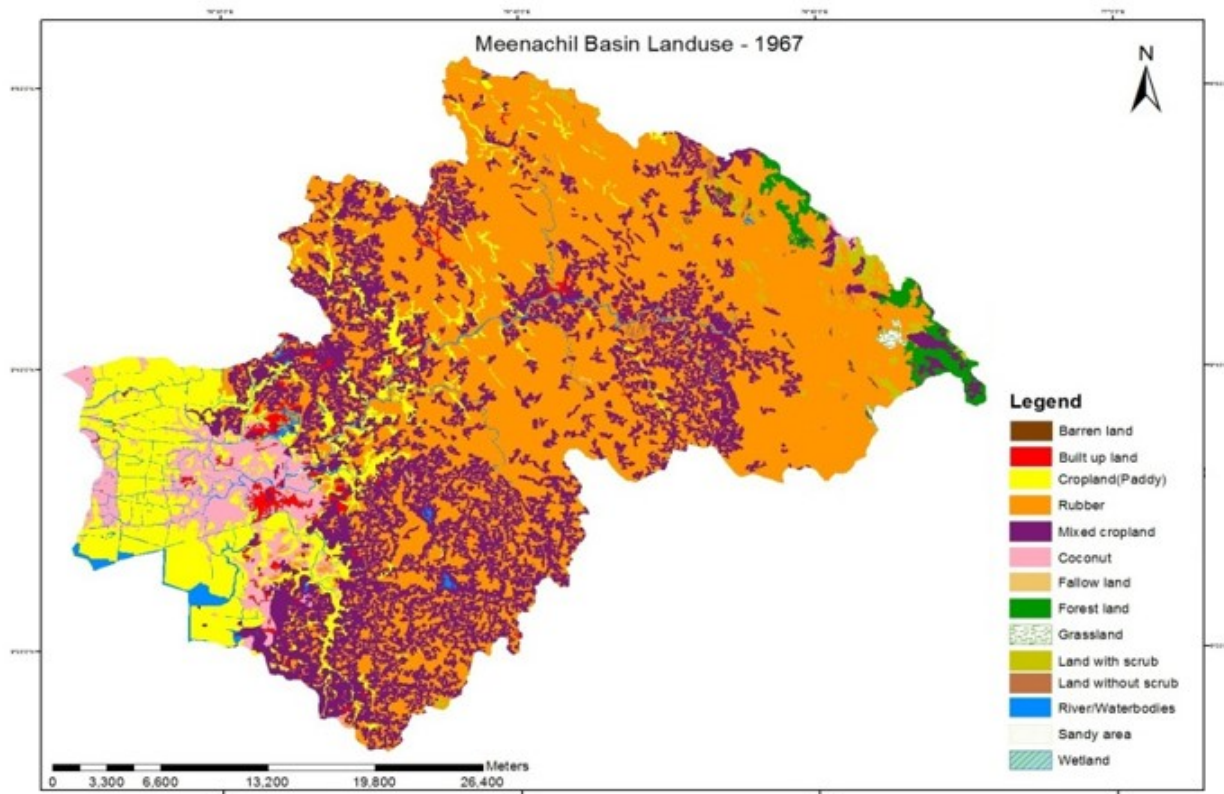 Meenachil Basin Landuse - 1967
N
Legend
Barren land
Built up land
Cropland(Paddy)
Rubber
Mixed cropland
Coconut
Fallow land
Forest land
Grassland
Land with scrub
Land without scrub
River/Waterbodies
Sandy area
Wetland
Meters
0 3,300 6,600 13,200 19,800 26,400